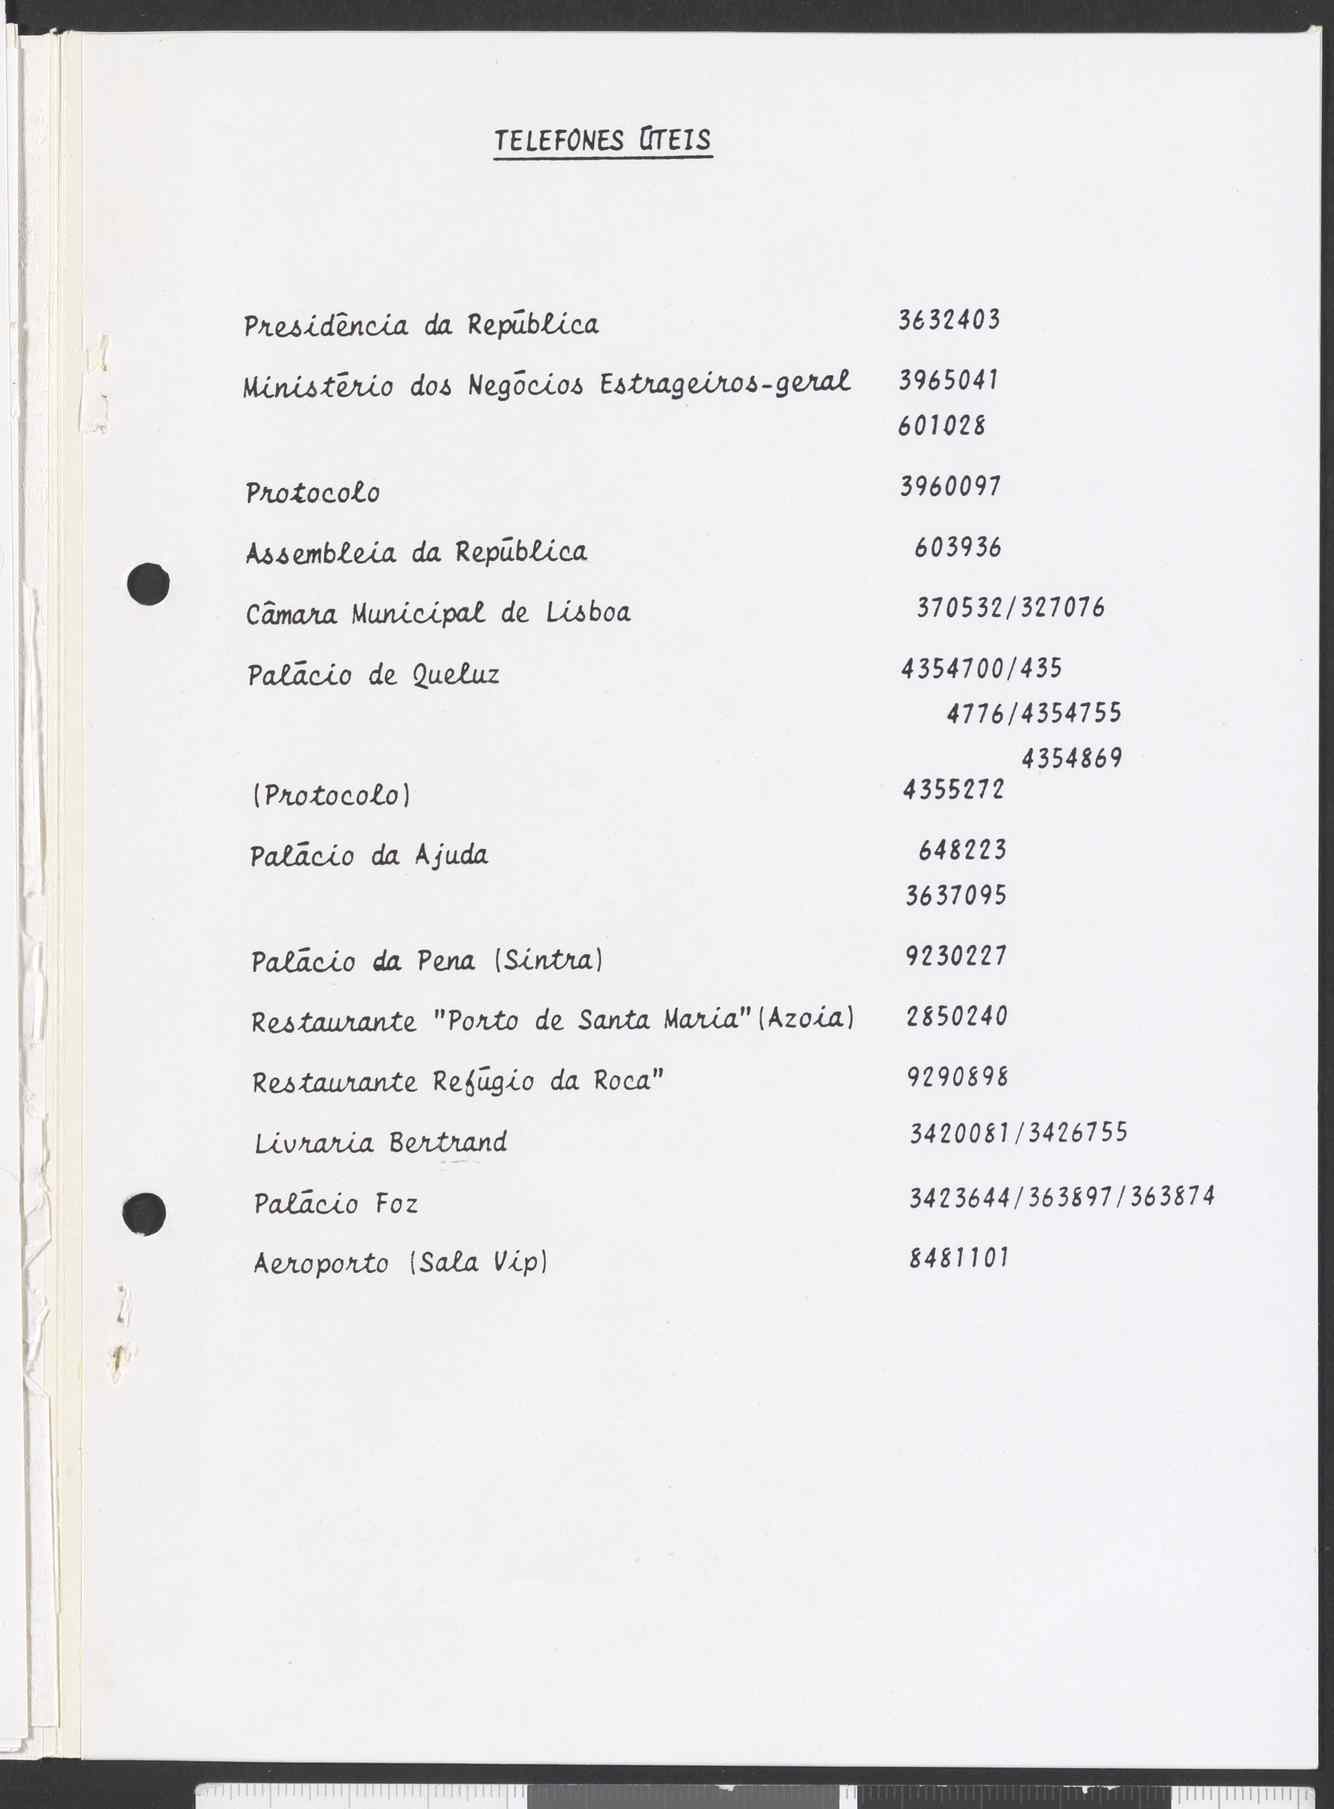 TELEFONES ÚTEIS
Presidência da República 3632403
Ministério dos Negócios Estrageiros-geral 3965041
601028
Protocolo 3960097
Assembleia da República 603936
Câmara Municipal de Lisboa 370532/327076
Palácio de Queluz 4354700/435
4776/4354755
4354869
(Protocolo) 4355272
Palácio da Ajuda 648223
3637095
Palácio da Pena (Sintra) 9230227
Restaurante "Porto de Santa Maria"(Azoia) 2850240
Restaurante Refúgio da Roca" 9290898
Livraria Bertrand 3420081/3426755
Palácio Foz 3423644/363897/363874
Aeroporto (Sala Vip) 8481101